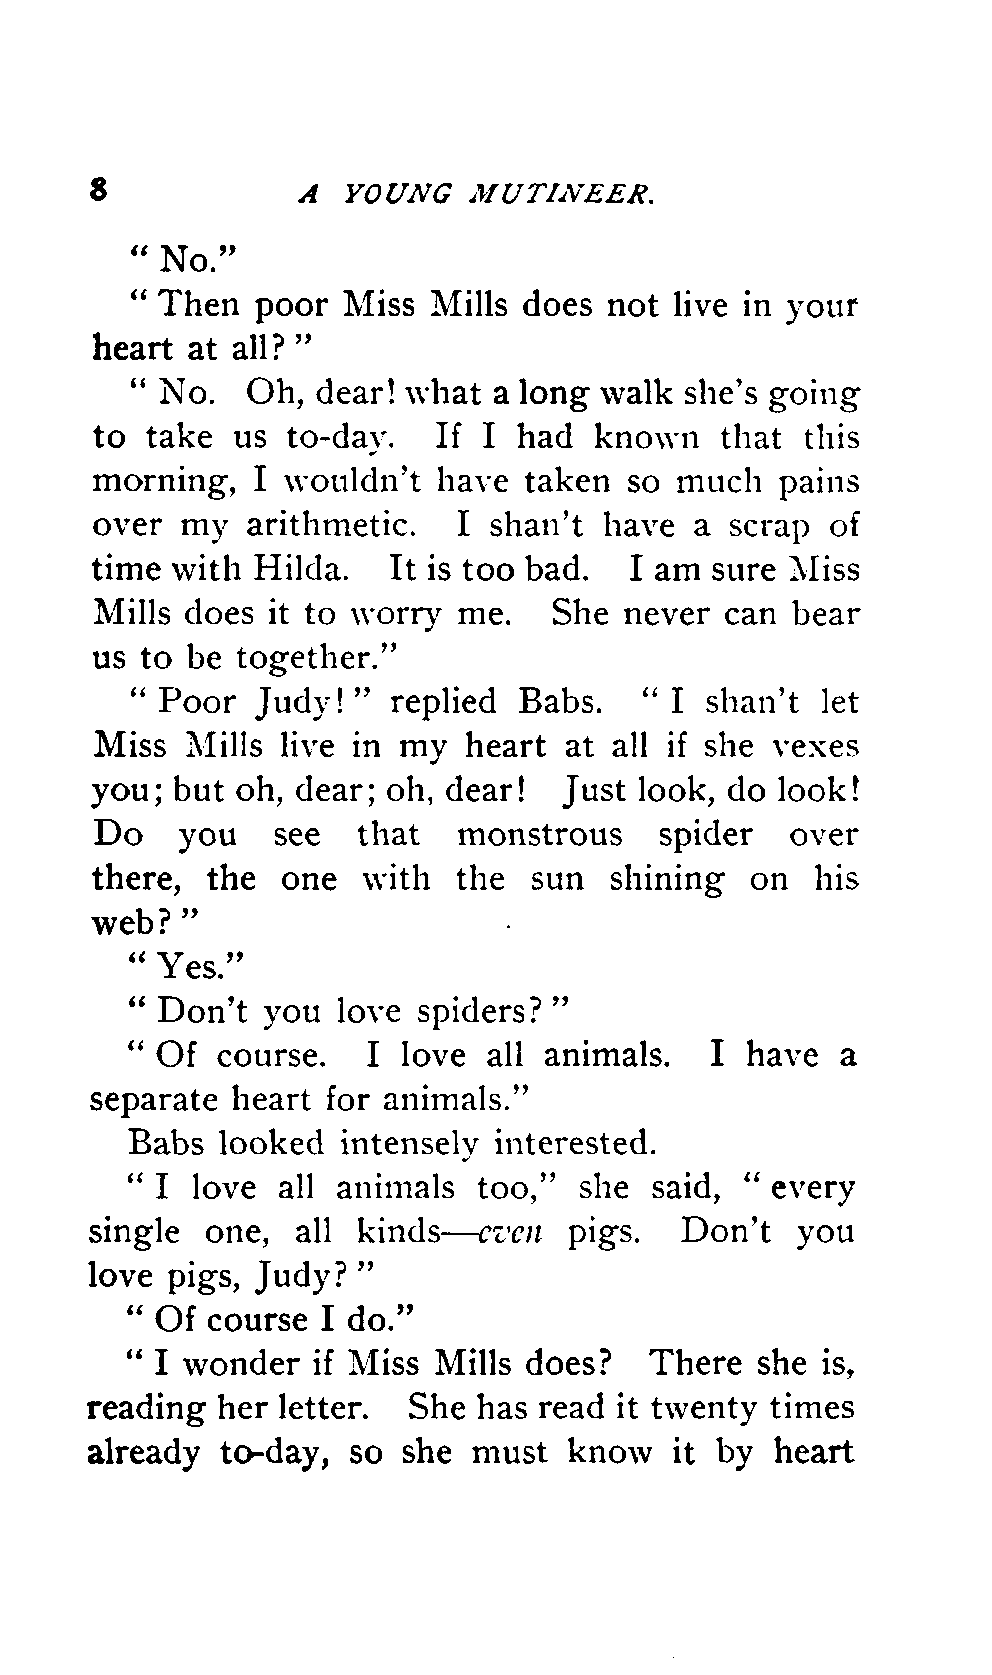 8 A YOUNG MUTINEER.
“ No.”
“ Then poor Miss Mills does not live in your
heart at all? ”
“ No. Oh, dear! what a long walk she’s going
to take us to-day. If I had known that this
morning, I wouldn’t have taken so much pains
over my arithmetic. I shan’t have a scrap of
time with Hilda. It is too bad. I am sure Miss
Mills does it to worry me. She never can bear
us to be together.”
“ Poor Judy! ” replied Babs. “ I shan’t let
Miss Mills live in my heart at all if she vexes
you; but oh, dear; oh, dear! Just look, do look!
Do you see that monstrous spider over
there, the one with the sun shining on his
web? ”
“ Yes.”
“ Don’t you love spiders? ”
“ Of course. I love all animals. I have a
separate heart for animals.”
Babs looked intensely interested.
“ I love all animals too,” she said, “ every
single one, all kinds—even pigs. Don’t you
love pigs, Judy? ”
“ Of course I do.”
“ I wonder if Miss Mills does? There she is,
reading her letter. She has read it twenty times
already to-day, so she must know it by heart